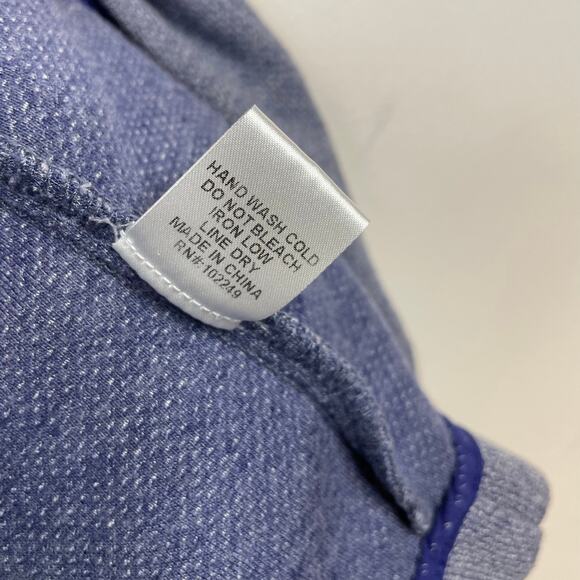 HAND WASH COLD
DO NOT BLEACH
IRON LOW
LINE DRY
MADE IN CHINA
RN#:102249